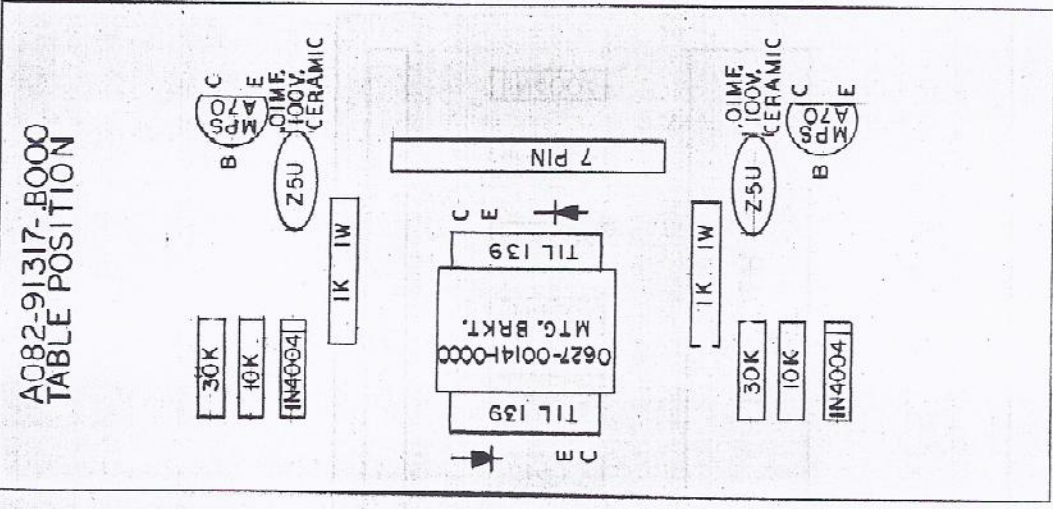 A082-91317-B000
TABLE POSITION
B
MPS
A70
C
E
.01MF.
100V.
CERAMIC
Z5U
30K
10K
1N4004
1K 1W
7 PIN
C
E
TIL 139
0627-00141-0000
MTG. BRKT.
TIL 139
E
C
1K 1W
.01MF.
100V.
CERAMIC
Z5U
B
MPS
A70
C
E
30K
10K
1N4004